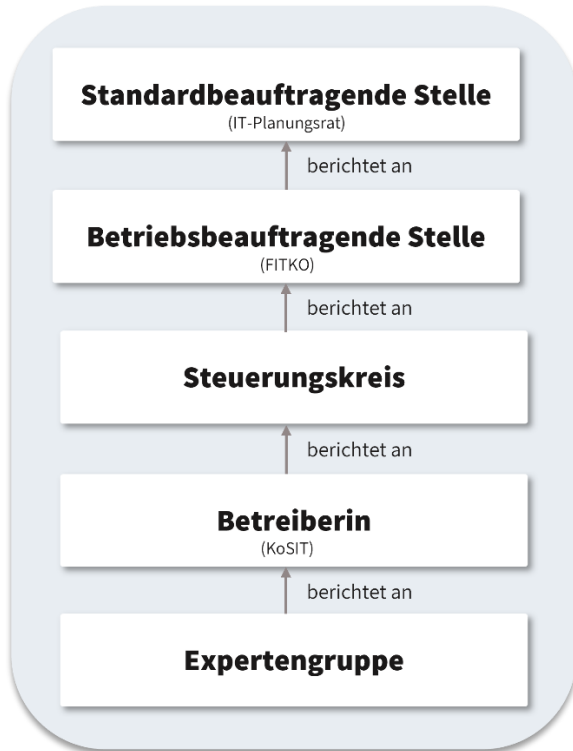 Standardbeauftragende Stelle
(IT-Planungsrat)
berichtet an
Betriebsbeauftragende Stelle
(FITKO)
berichtet an
Steuerungskreis
berichtet an
Betreiberin
(KoSIT)
berichtet an
Expertengruppe